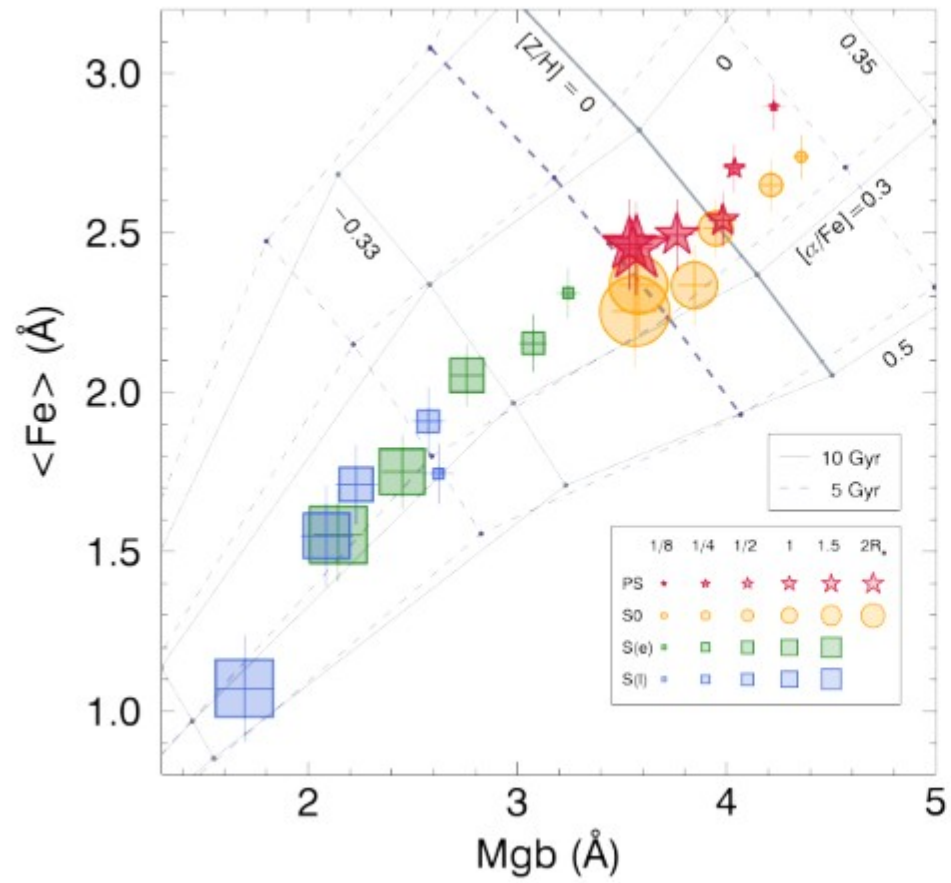 3.0
2.5
2.0
1.5
1.0
<Fe> (Å)
2
3
4
5
Mgb (Å)
[Z/H] = 0
0
0.35
-0.33
[α/Fe]=0.3
0.5
10 Gyr
5 Gyr
1/8 1/4 1/2 1 1.5 2Rₑ
PS
S0
S(e)
S(l)